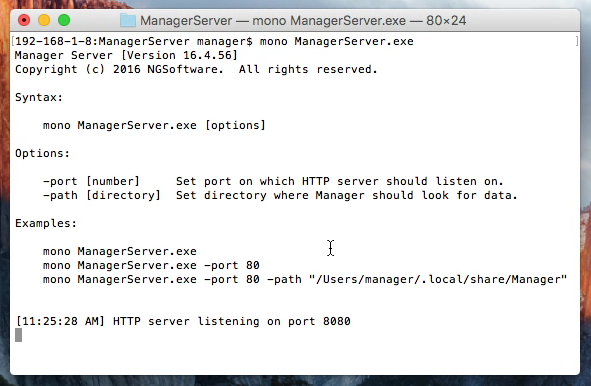 ManagerServer — mono ManagerServer.exe — 80×24
[192-168-1-8:ManagerServer manager$ mono ManagerServer.exe ]
Manager Server [Version 16.4.56]
Copyright (c) 2016 NGSoftware.  All rights reserved.
Syntax:
mono ManagerServer.exe [options]
Options:
-port [number]     Set port on which HTTP server should listen on.
-path [directory]  Set directory where Manager should look for data.
Examples:
mono ManagerServer.exe
mono ManagerServer.exe -port 80
mono ManagerServer.exe -port 80 -path "/Users/manager/.local/share/Manager"
[11:25:28 AM] HTTP server listening on port 8080